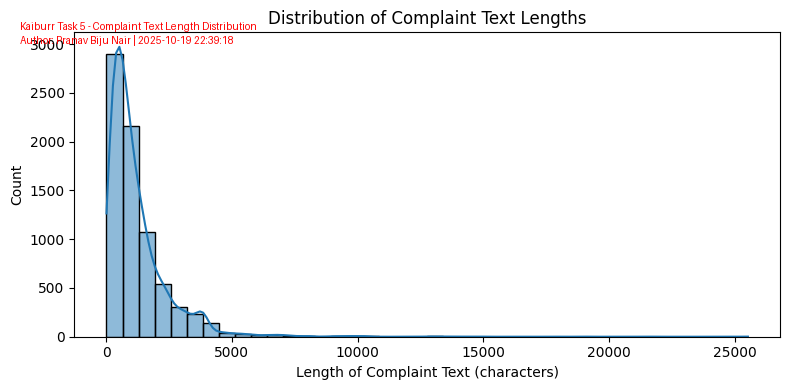 Kaiburr Task 5 - Complaint Text Length Distribution
Author: Pranav Biju Nair | 2025-10-19 22:39:18
Distribution of Complaint Text Lengths
3000
2500
2000
1500
1000
500
0
Count
0 5000 10000 15000 20000 25000
Length of Complaint Text (characters)